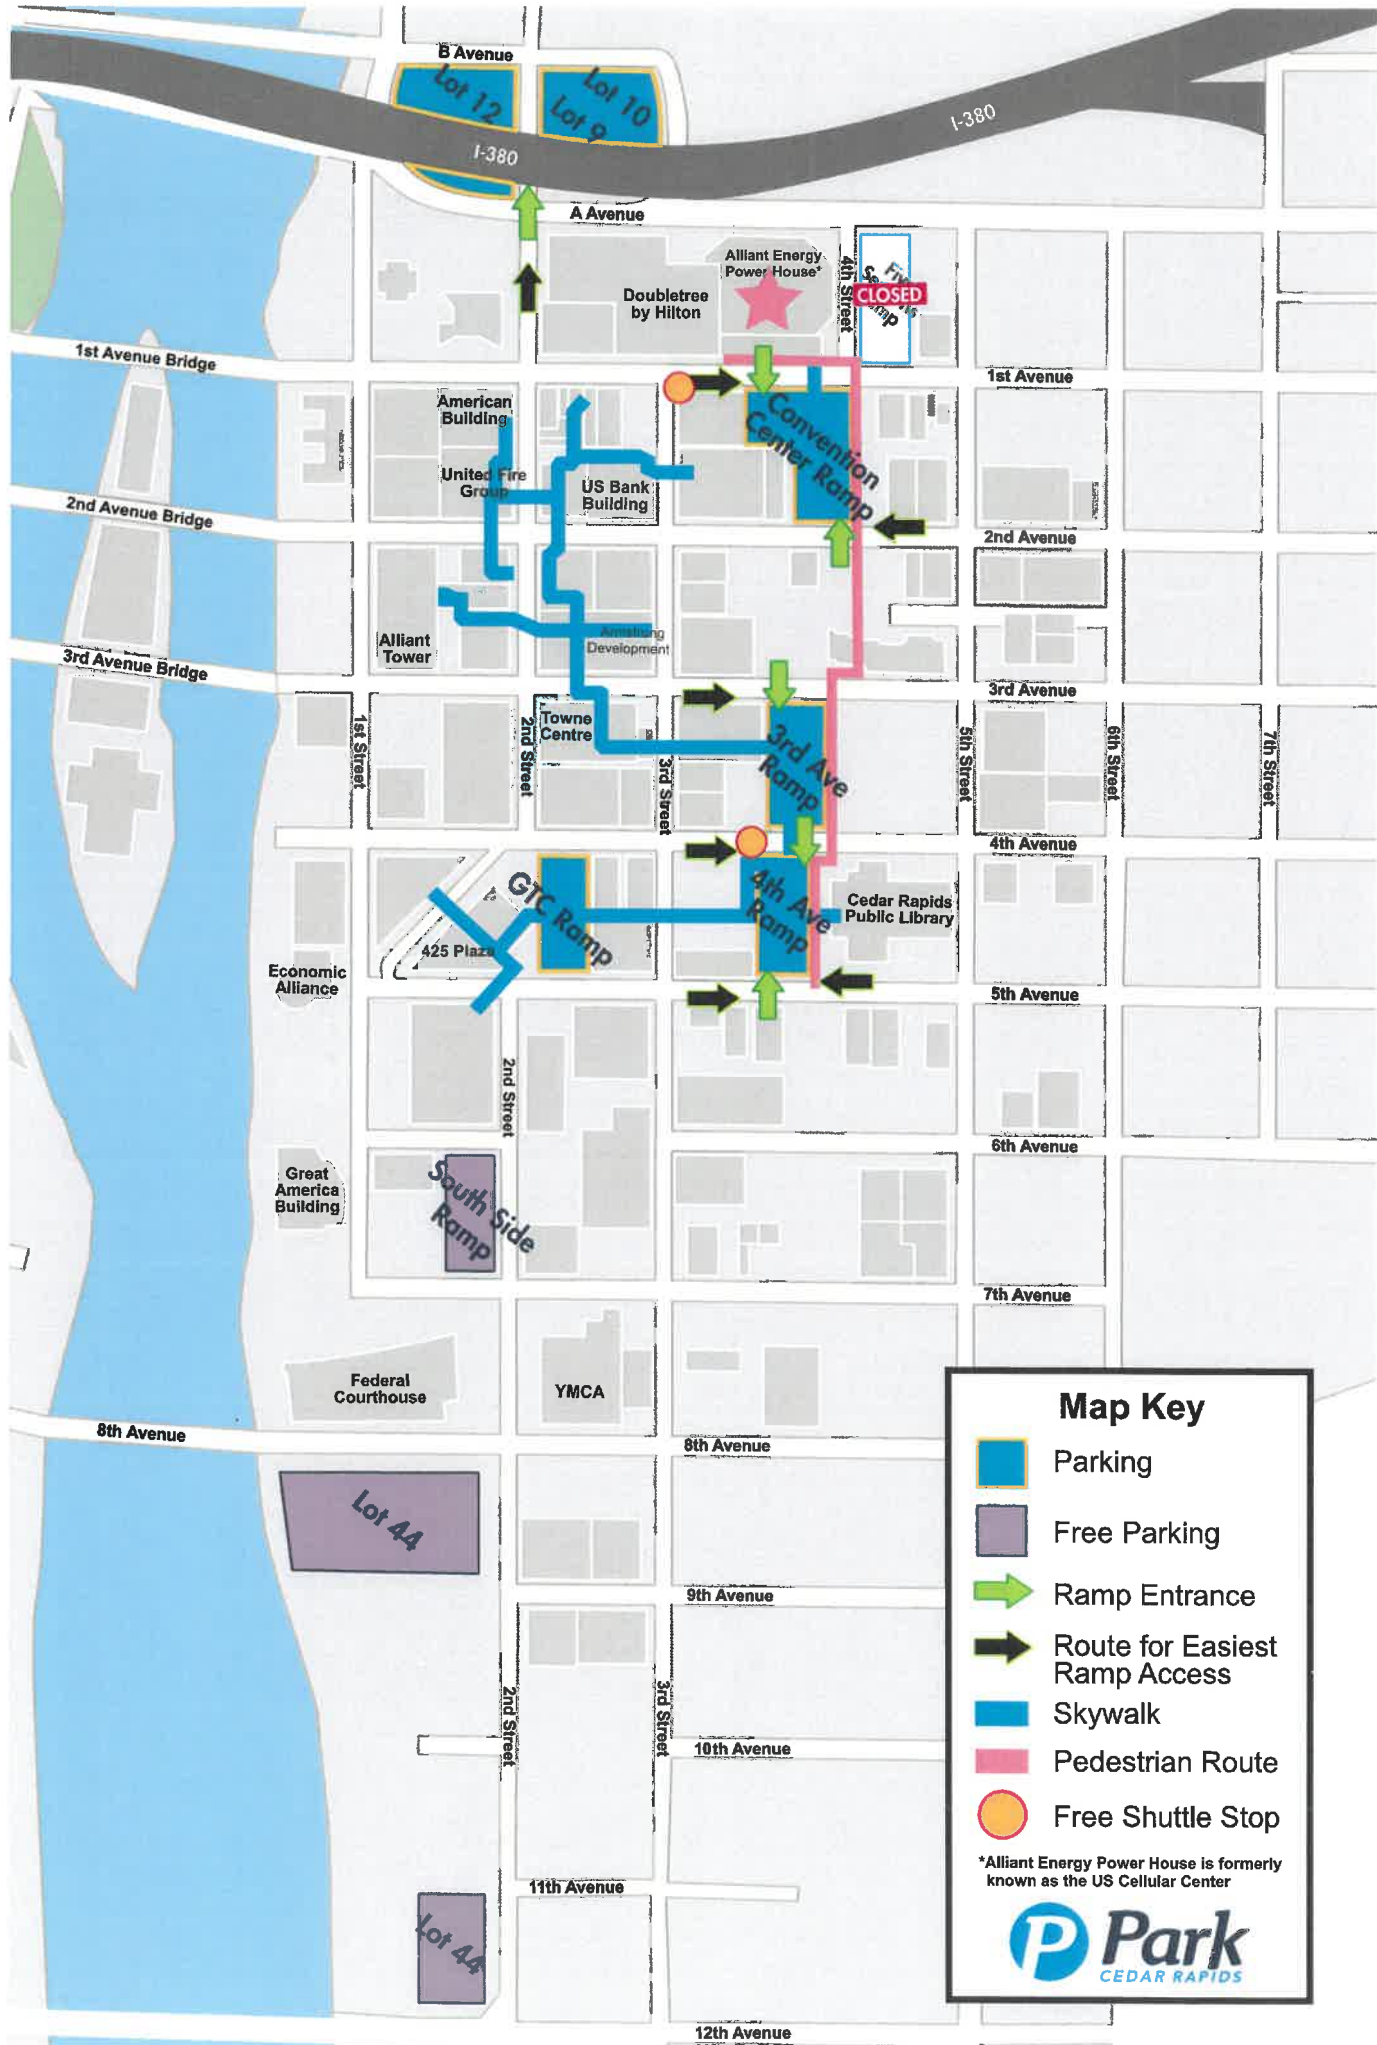 B Avenue
Lot 12
Lot 10
Lot 9
I-380
I-380
A Avenue
Alliant Energy
Power House*
Doubletree
by Hilton
4th Street
CLOSED
1st Avenue Bridge
1st Avenue
American
Building
Convention
Center Ramp
United Fire
Group
US Bank
Building
2nd Avenue Bridge
2nd Avenue
Alliant
Tower
Armstrong
Development
3rd Avenue Bridge
3rd Avenue
1st Street
2nd Street
Towne
Centre
3rd Street
3rd Ave
Ramp
5th Street
6th Street
7th Street
4th Avenue
GTC Ramp
4th Ave
Ramp
Cedar Rapids
Public Library
425 Plaza
Economic
Alliance
5th Avenue
2nd Street
6th Avenue
Great
America
Building
South Side
Ramp
7th Avenue
Federal
Courthouse
YMCA
8th Avenue
8th Avenue
Lot 44
9th Avenue
2nd Street
3rd Street
10th Avenue
11th Avenue
Lot 44
12th Avenue
Map Key
Parking
Free Parking
Ramp Entrance
Route for Easiest
Ramp Access
Skywalk
Pedestrian Route
Free Shuttle Stop
*Alliant Energy Power House is formerly
known as the US Cellular Center
P Park
CEDAR RAPIDS